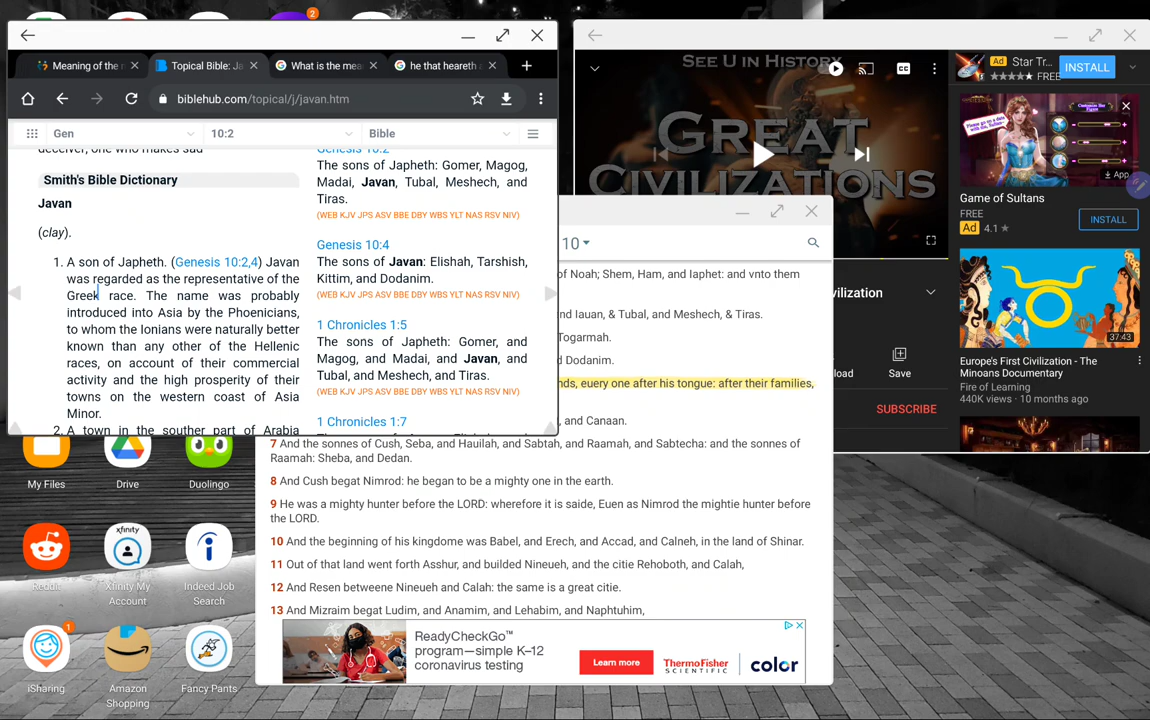 2
Meaning of the n
Topical Bible: Ja
What is the mea
he that heareth
biblehub.com/topical/j/javan.htm
Gen
10:2
Bible
deceiver, one who makes sad
Smith's Bible Dictionary
Javan
(clay).
1. A son of Japheth. (Genesis 10:2,4) Javan
was regarded as the representative of the
Greek race. The name was probably
introduced into Asia by the Phoenicians,
to whom the Ionians were naturally better
known than any other of the Hellenic
races, on account of their commercial
activity and the high prosperity of their
towns on the western coast of Asia
Minor.
2. A town in the souther part of Arabia
Genesis 10:2
The sons of Japheth: Gomer, Magog,
Madai, Javan, Tubal, Meshech, and
Tiras.
(WEB KJV JPS ASV BBE DBY WBS YLT NAS RSV NIV)
Genesis 10:4
The sons of Javan: Elishah, Tarshish,
Kittim, and Dodanim.
(WEB KJV JPS ASV BBE DBY WBS YLT NAS RSV NIV)
1 Chronicles 1:5
The sons of Japheth: Gomer, and
Magog, and Madai, and Javan, and
Tubal, and Meshech, and Tiras.
(WEB KJV JPS ASV BBE DBY WBS YLT NAS RSV NIV)
1 Chronicles 1:7
SEE U IN HISTORY
CC
GREAT
CIVILIZATIONS
Ad Star Tr...
FREE
INSTALL
App
Game of Sultans
FREE
Ad 4.1
INSTALL
37:43
Europe's First Civilization - The
Minoans Documentary
Fire of Learning
440K views · 10 months ago
vilization
load
Save
SUBSCRIBE
10
of Noah; Shem, Ham, and Iaphet: and vnto them
nd Iauan, & Tubal, and Meshech, & Tiras.
Togarmah.
d Dodanim.
nds, euery one after his tongue: after their families,
, and Canaan.
7 And the sonnes of Cush, Seba, and Hauilah, and Sabtah, and Raamah, and Sabtecha: and the sonnes of
Raamah: Sheba, and Dedan.
8 And Cush begat Nimrod: he began to be a mighty one in the earth.
9 He was a mighty hunter before the LORD: wherefore it is saide, Euen as Nimrod the mightie hunter before
the LORD.
10 And the beginning of his kingdome was Babel, and Erech, and Accad, and Calneh, in the land of Shinar.
11 Out of that land went forth Asshur, and builded Nineueh, and the citie Rehoboth, and Calah,
12 And Resen betweene Nineueh and Calah: the same is a great citie.
13 And Mizraim begat Ludim, and Anamim, and Lehabim, and Naphtuhim,
ReadyCheckGo™
program—simple K–12
coronavirus testing
Learn more
ThermoFisher
SCIENTIFIC
color
My Files
Drive
Duolingo
Reddit
xfinity
Xfinity My
Account
Indeed Job
Search
1
iSharing
Amazon
Shopping
Fancy Pants